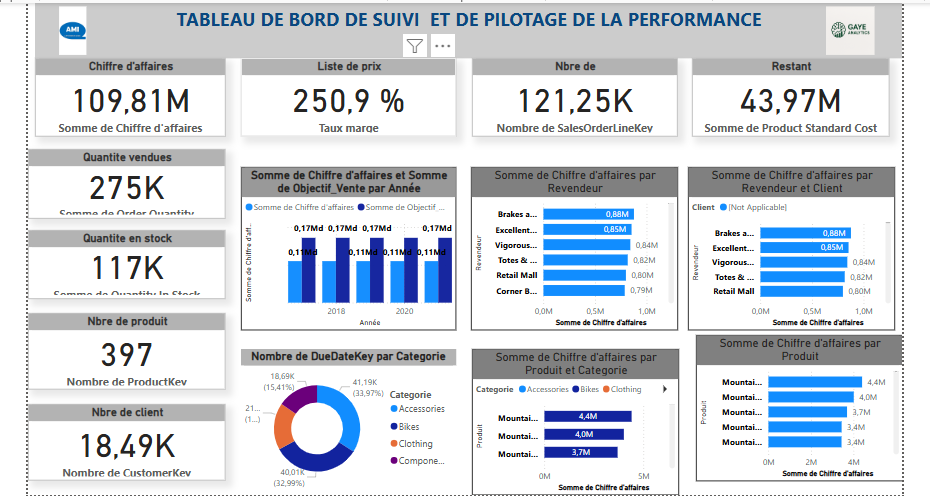 TABLEAU DE BORD DE SUIVI ET DE PILOTAGE DE LA PERFORMANCE
AMI
GAYE
ANALYTICS
Chiffre d'affaires
109,81M
Somme de Chiffre d'affaires
Liste de prix
250,9 %
Taux marge
Nbre de
121,25K
Nombre de SalesOrderLineKey
Restant
43,97M
Somme de Product Standard Cost
Quantite vendues
275K
Somme de Order Quantity
Quantite en stock
117K
Somme de Quantity In Stock
Nbre de produit
397
Nombre de ProductKey
Nbre de client
18,49K
Nombre de CustomerKey
Somme de Chiffre d'affaires et Somme
de Objectif_Vente par Année
Somme de Chiffre d'affaires
Somme de Objectif_...
Somme de Chiffre d'aff...
0,17Md 0,17Md 0,17Md 0,17Md
0,11Md 0,11Md 0,11Md 0,11Md
2018 2020
Année
Somme de Chiffre d'affaires par
Revendeur
Revendeur
Brakes a... 0,88M
Excellent... 0,85M
Vigorous... 0,84M
Totes & ... 0,82M
Retail Mall 0,80M
Corner B... 0,79M
0,0M 0,5M 1,0M
Somme de Chiffre d'affaires
Somme de Chiffre d'affaires par
Revendeur et Client
Client [Not Applicable]
Revendeur
Brakes a... 0,88M
Excellent... 0,85M
Vigorous... 0,84M
Totes & ... 0,82M
Retail Mall 0,80M
0,0M 0,5M 1,0M
Somme de Chiffre d'affaires
Nombre de DueDateKey par Categorie
18,69K
(15,41%)
41,19K
(33,97%)
21...
(1...)
40,01K
(32,99%)
Categorie
Accessories
Bikes
Clothing
Compone...
Somme de Chiffre d'affaires par
Produit et Categorie
Categorie Accessories Bikes Clothing
Produit
Mountai... 4,4M
Mountai... 4,0M
Mountai... 3,7M
0M 5M
Somme de Chiffre d'affaires
Somme de Chiffre d'affaires par
Produit
Produit
Mountai... 4,4M
Mountai... 4,0M
Mountai... 3,7M
Mountai... 3,4M
Mountai... 3,4M
0M 2M 4M
Somme de Chiffre d'affaires